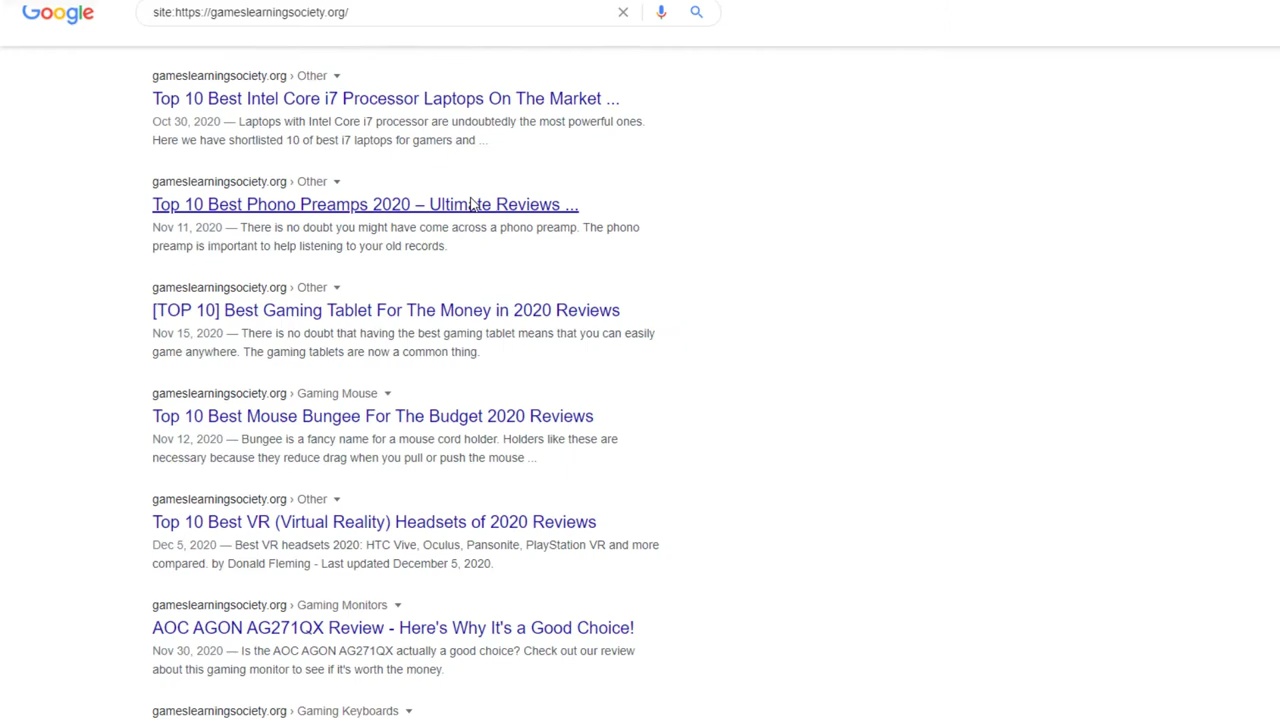 Google
site:https://gameslearningsociety.org/
gameslearningsociety.org › Other
Top 10 Best Intel Core i7 Processor Laptops On The Market ...
Oct 30, 2020 — Laptops with Intel Core i7 processor are undoubtedly the most powerful ones.
Here we have shortlisted 10 of best i7 laptops for gamers and ...
gameslearningsociety.org › Other
Top 10 Best Phono Preamps 2020 – Ultimate Reviews ...
Nov 11, 2020 — There is no doubt you might have come across a phono preamp. The phono
preamp is important to help listening to your old records.
gameslearningsociety.org › Other
[TOP 10] Best Gaming Tablet For The Money in 2020 Reviews
Nov 15, 2020 — There is no doubt that having the best gaming tablet means that you can easily
game anywhere. The gaming tablets are now a common thing.
gameslearningsociety.org › Gaming Mouse
Top 10 Best Mouse Bungee For The Budget 2020 Reviews
Nov 12, 2020 — Bungee is a fancy name for a mouse cord holder. Holders like these are
necessary because they reduce drag when you pull or push the mouse ...
gameslearningsociety.org › Other
Top 10 Best VR (Virtual Reality) Headsets of 2020 Reviews
Dec 5, 2020 — Best VR headsets 2020: HTC Vive, Oculus, Pansonite, PlayStation VR and more
compared. by Donald Fleming - Last updated December 5, 2020.
gameslearningsociety.org › Gaming Monitors
AOC AGON AG271QX Review - Here's Why It's a Good Choice!
Nov 30, 2020 — Is the AOC AGON AG271QX actually a good choice? Check out our review
about this gaming monitor to see if it's worth the money.
gameslearningsociety.org › Gaming Keyboards